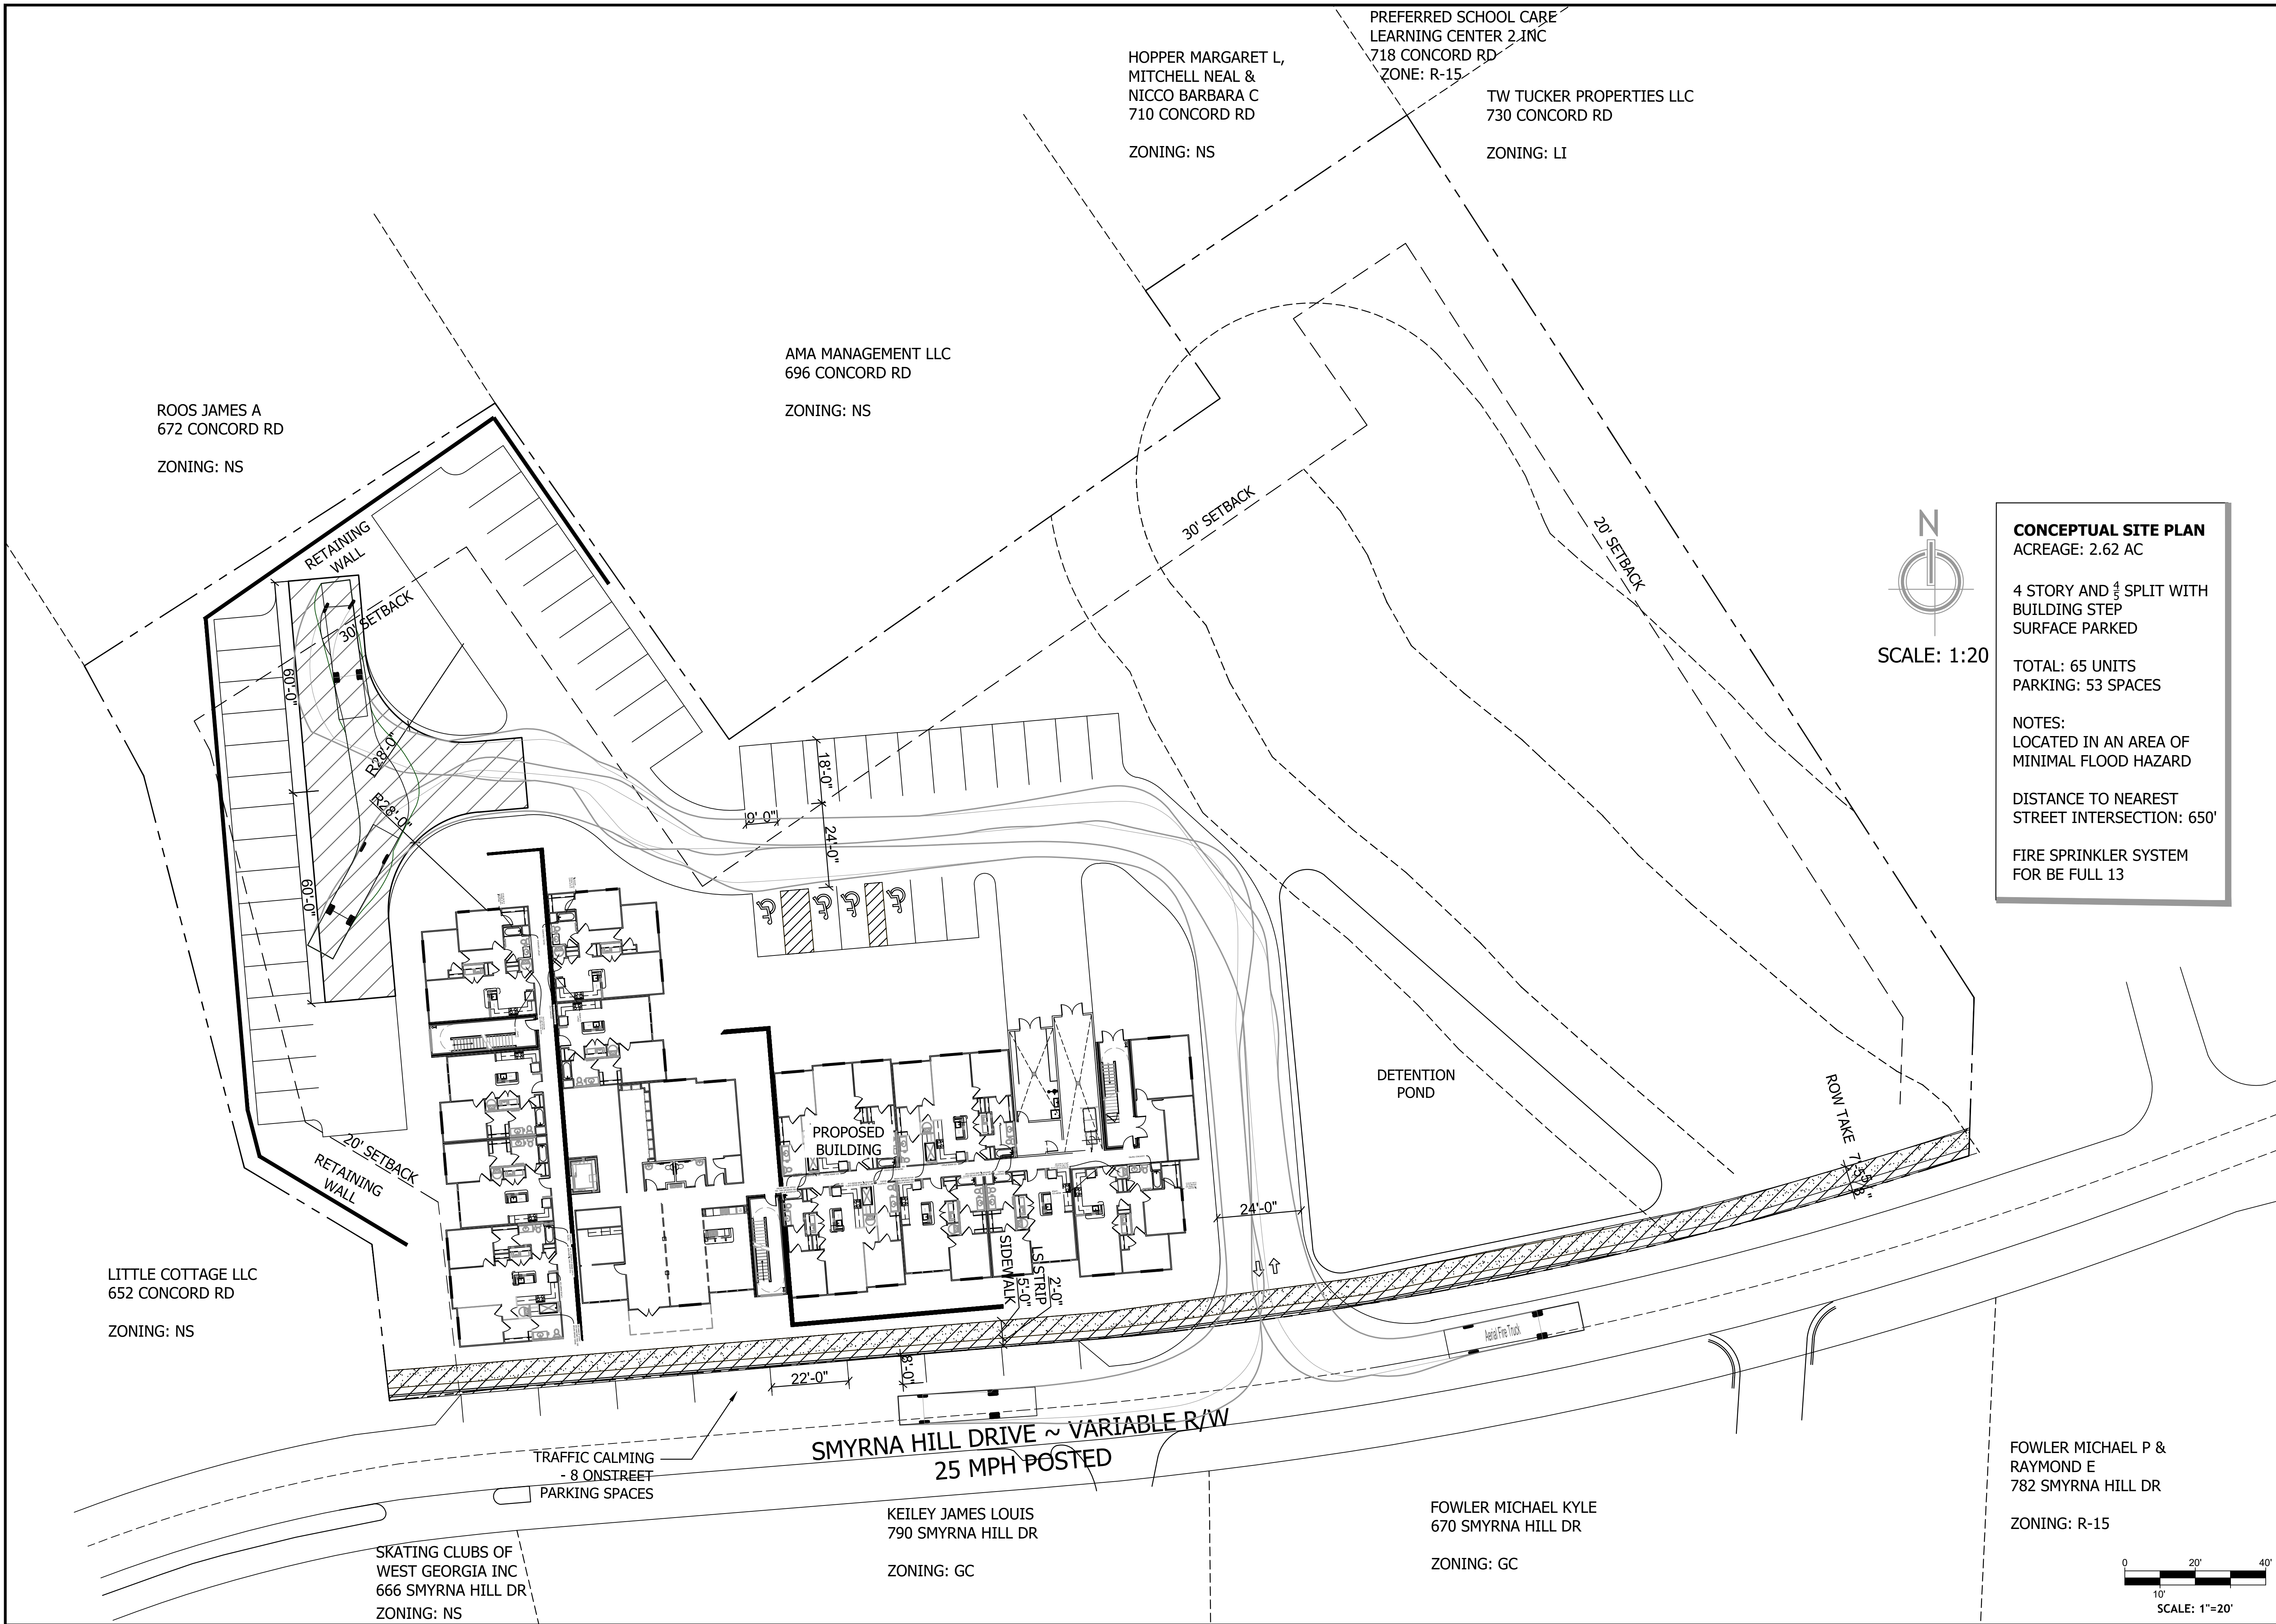 PREFERRED SCHOOL CARE
LEARNING CENTER 2 INC
718 CONCORD RD
ZONE: R-15
HOPPER MARGARET L,
MITCHELL NEAL &
NICCO BARBARA C
710 CONCORD RD
ZONING: NS
TW TUCKER PROPERTIES LLC
730 CONCORD RD
ZONING: LI
AMA MANAGEMENT LLC
696 CONCORD RD
ZONING: NS
ROOS JAMES A
672 CONCORD RD
ZONING: NS
RETAINING
WALL
30' SETBACK
30' SETBACK
20' SETBACK
N
SCALE: 1:20
CONCEPTUAL SITE PLAN
ACREAGE: 2.62 AC
4 STORY AND 4/5 SPLIT WITH
BUILDING STEP
SURFACE PARKED
TOTAL: 65 UNITS
PARKING: 53 SPACES
NOTES:
LOCATED IN AN AREA OF
MINIMAL FLOOD HAZARD
DISTANCE TO NEAREST
STREET INTERSECTION: 650'
FIRE SPRINKLER SYSTEM
FOR BE FULL 13
60'-0"
R28'-0"
R28'-0"
60'-0"
18'-0"
9'-0"
24'-0"
DETENTION
POND
PROPOSED
BUILDING
20' SETBACK
RETAINING
WALL
24'-0"
SIDEWALK
5'-0"
LS STRIP
2'-0"
ROW TAKE 7'-5 5/8"
LITTLE COTTAGE LLC
652 CONCORD RD
ZONING: NS
22'-0"
8'-0"
Aerial Fire Truck
SMYRNA HILL DRIVE ~ VARIABLE R/W
25 MPH POSTED
TRAFFIC CALMING
- 8 ONSTREET
PARKING SPACES
SKATING CLUBS OF
WEST GEORGIA INC
666 SMYRNA HILL DR
ZONING: NS
KEILEY JAMES LOUIS
790 SMYRNA HILL DR
ZONING: GC
FOWLER MICHAEL KYLE
670 SMYRNA HILL DR
ZONING: GC
FOWLER MICHAEL P &
RAYMOND E
782 SMYRNA HILL DR
ZONING: R-15
0 20' 40'
10'
SCALE: 1"=20'